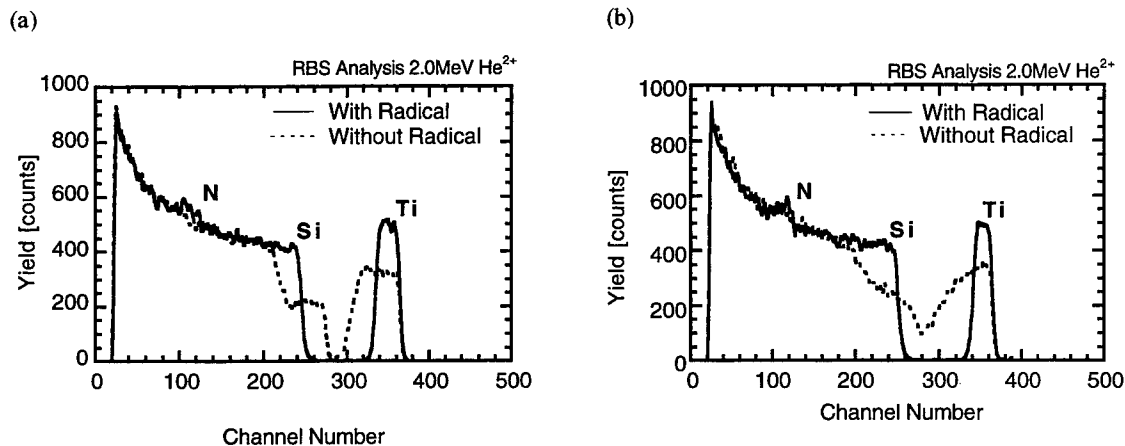 (a)
RBS Analysis 2.0MeV He2+
1000
800
600
400
200
0
Yield [counts]
With Radical
Without Radical
N
Si
Ti
0 100 200 300 400 500
Channel Number
(b)
RBS Analysis 2.0MeV He2+
1000
800
600
400
200
0
Yield [counts]
With Radical
Without Radical
N
Si
Ti
0 100 200 300 400 500
Channel Number